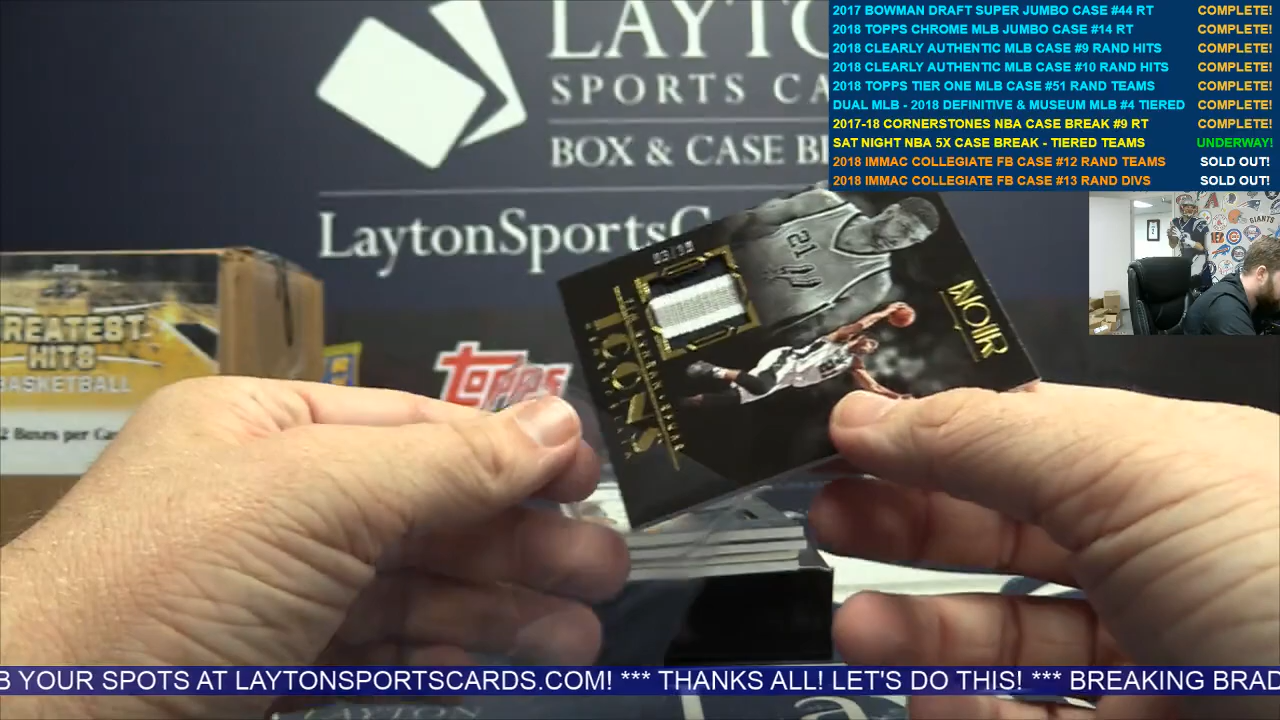 LAYTO
SPORTS CA
BOX & CASE B
LaytonSportsC
2017 BOWMAN DRAFT SUPER JUMBO CASE #44 RT COMPLETE!
2018 TOPPS CHROME MLB JUMBO CASE #14 RT COMPLETE!
2018 CLEARLY AUTHENTIC MLB CASE #9 RAND HITS COMPLETE!
2018 CLEARLY AUTHENTIC MLB CASE #10 RAND HITS COMPLETE!
2018 TOPPS TIER ONE MLB CASE #51 RAND TEAMS COMPLETE!
DUAL MLB - 2018 DEFINITIVE & MUSEUM MLB #4 TIERED COMPLETE!
2017-18 CORNERSTONES NBA CASE BREAK #9 RT COMPLETE!
SAT NIGHT NBA 5X CASE BREAK - TIERED TEAMS UNDERWAY!
2018 IMMAC COLLEGIATE FB CASE #12 RAND TEAMS SOLD OUT!
2018 IMMAC COLLEGIATE FB CASE #13 RAND DIVS SOLD OUT!
GIANTS
REATEST
HITS
BASKETBALL
2 Boxes per Ca
Topps
21
NOIR
ICONS
B YOUR SPOTS AT LAYTONSPORTSCARDS.COM! *** THANKS ALL! LET'S DO THIS! *** BREAKING BRAD
LAYTON